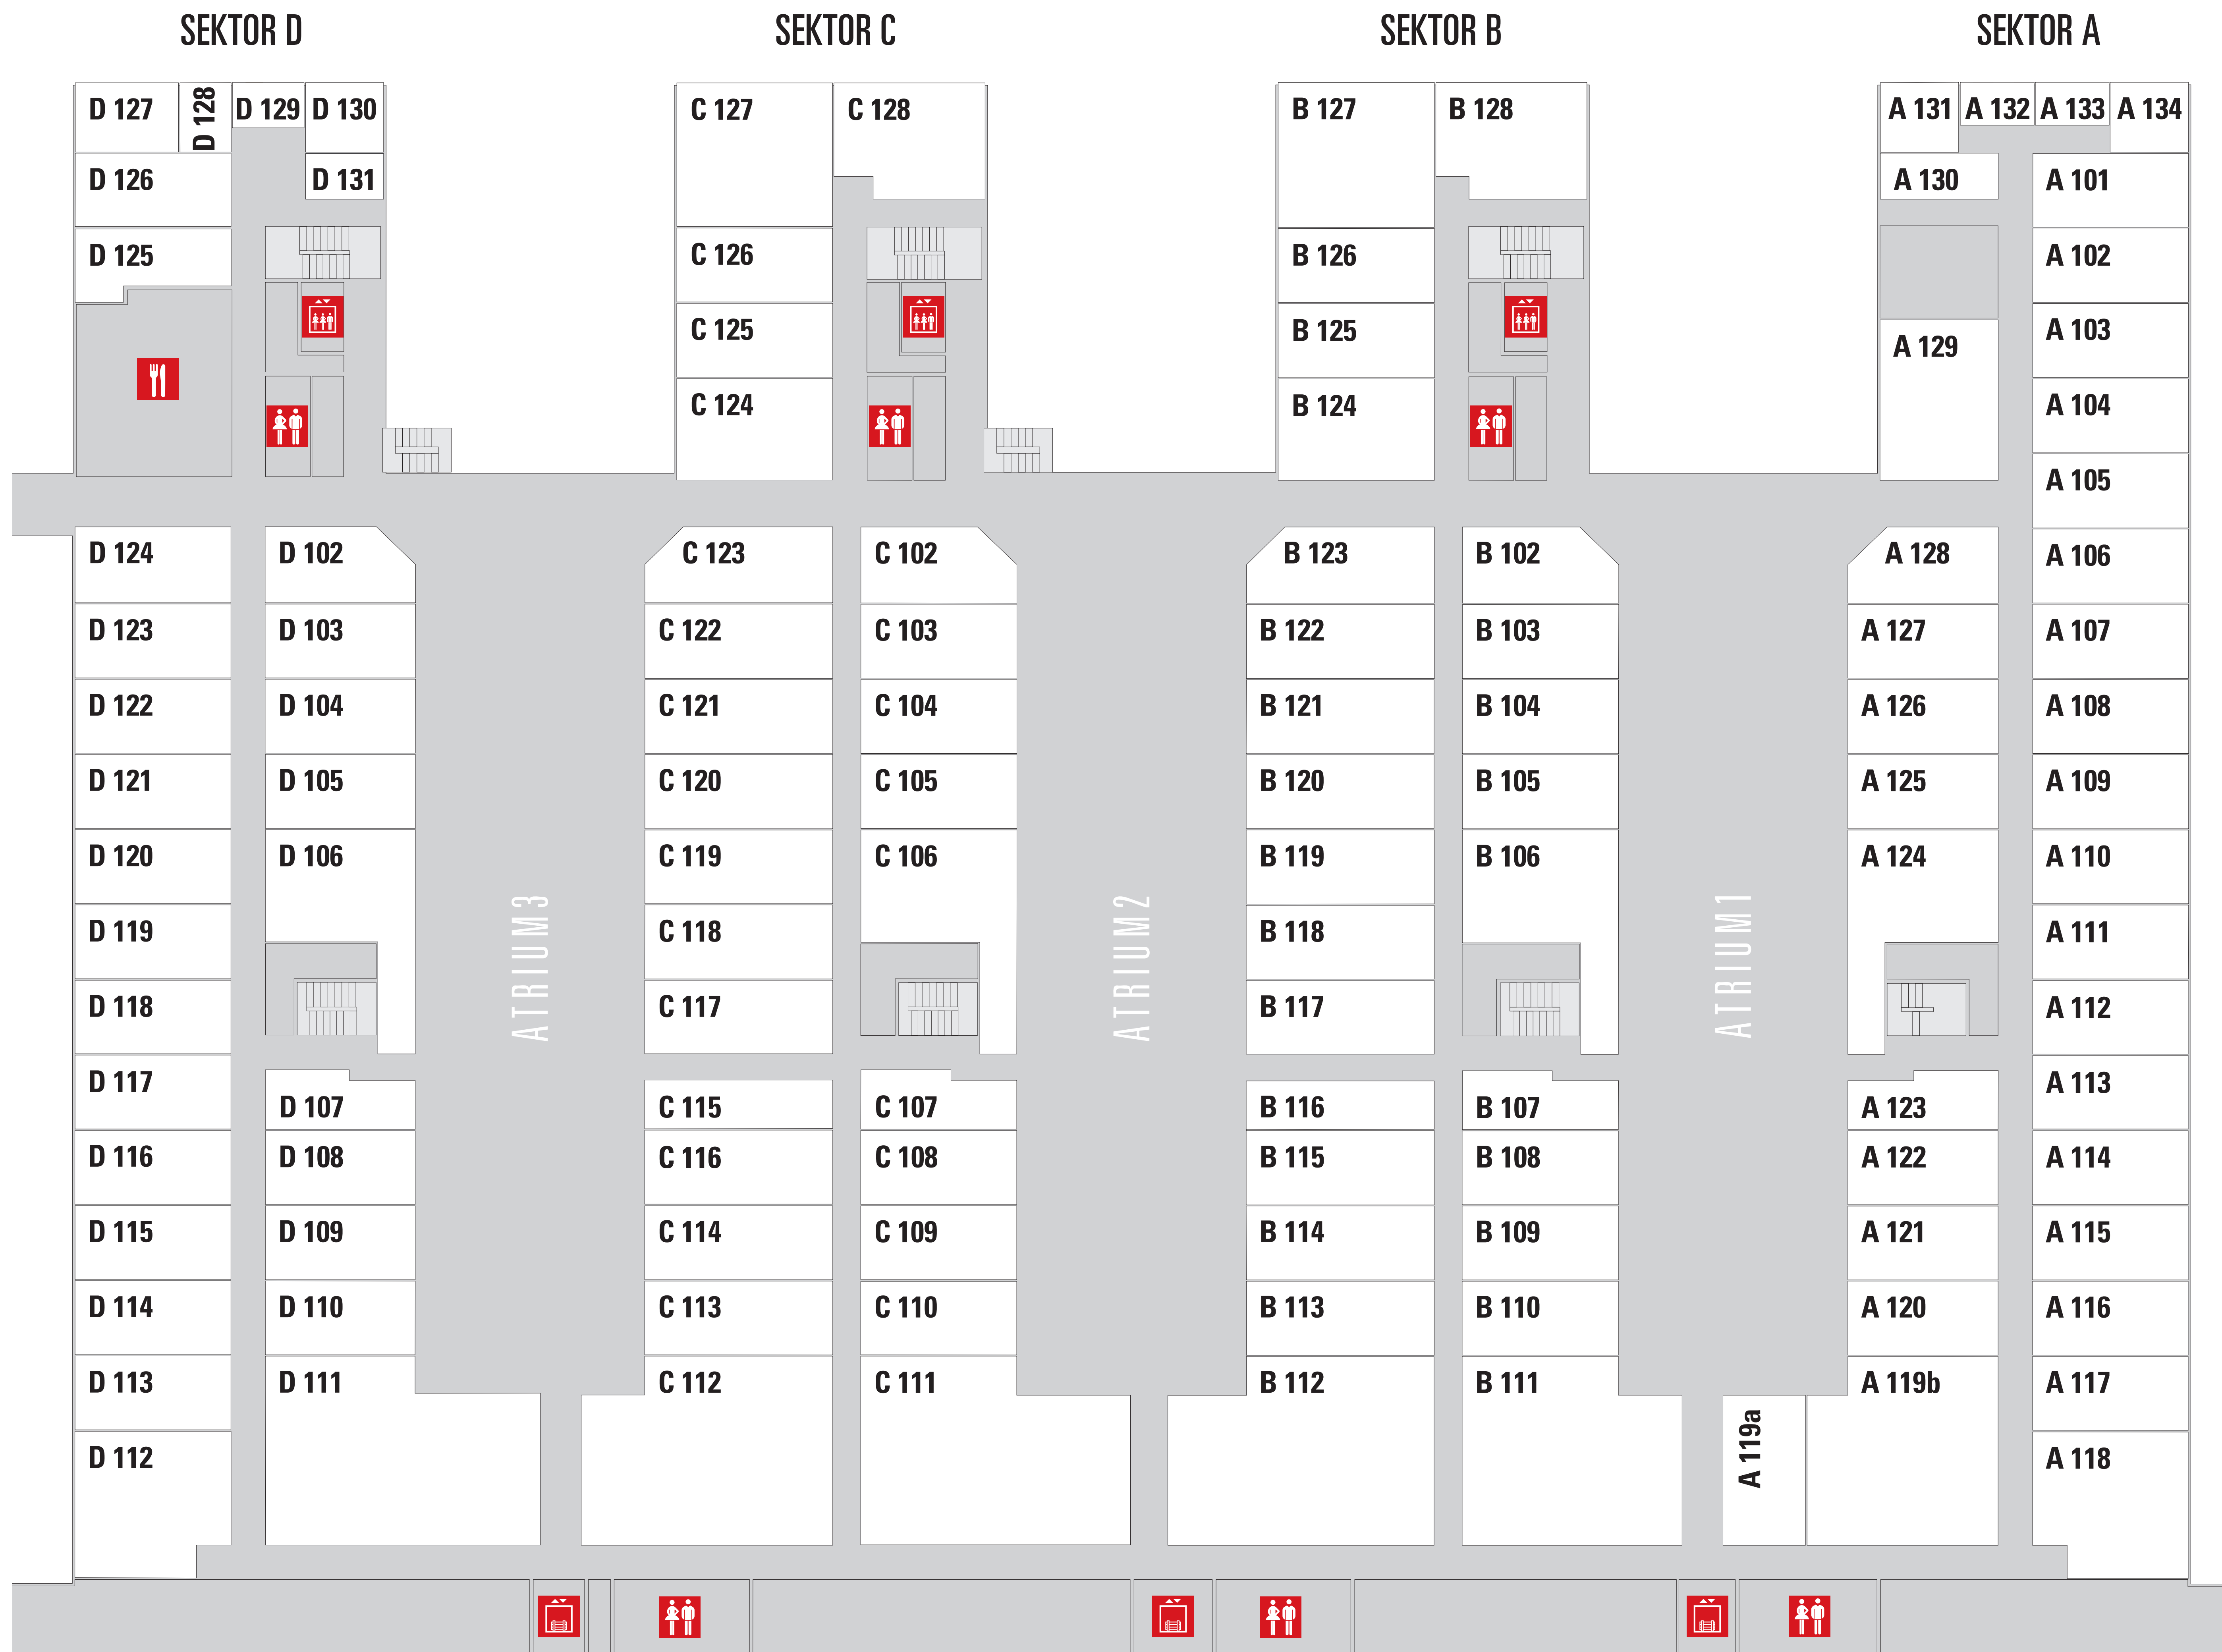 SEKTOR D
SEKTOR C
SEKTOR B
SEKTOR A
D 127
D 128
D 129
D 130
D 126
D 131
D 125
D 124
D 123
D 122
D 121
D 120
D 119
D 118
D 117
D 116
D 115
D 114
D 113
D 112
D 102
D 103
D 104
D 105
D 106
D 107
D 108
D 109
D 110
D 111
ATRIUM 3
C 127
C 128
C 126
C 125
C 124
C 123
C 122
C 121
C 120
C 119
C 118
C 117
C 115
C 116
C 114
C 113
C 112
C 102
C 103
C 104
C 105
C 106
C 107
C 108
C 109
C 110
C 111
ATRIUM 2
B 127
B 128
B 126
B 125
B 124
B 123
B 122
B 121
B 120
B 119
B 118
B 117
B 116
B 115
B 114
B 113
B 112
B 102
B 103
B 104
B 105
B 106
B 107
B 108
B 109
B 110
B 111
ATRIUM 1
A 131
A 132
A 133
A 134
A 130
A 129
A 128
A 127
A 126
A 125
A 124
A 123
A 122
A 121
A 120
A 119b
A 119a
A 101
A 102
A 103
A 104
A 105
A 106
A 107
A 108
A 109
A 110
A 111
A 112
A 113
A 114
A 115
A 116
A 117
A 118